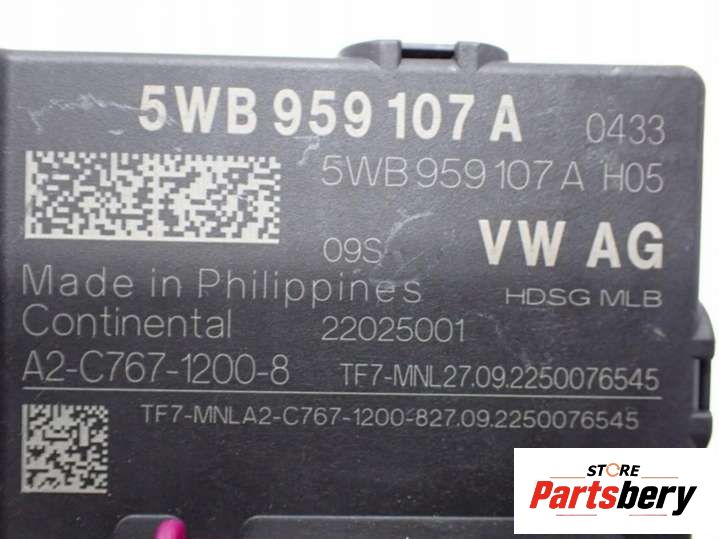 5WB 959 107 A 0433
5WB 959 107 A H05
09S VW AG
Made in Philippines HDSG MLB
Continental 22025001
A2-C767-1200-8 TF7-MNL27.09.2250076545
TF7-MNLA2-C767-1200-827.09.2250076545
STORE
Partsbery